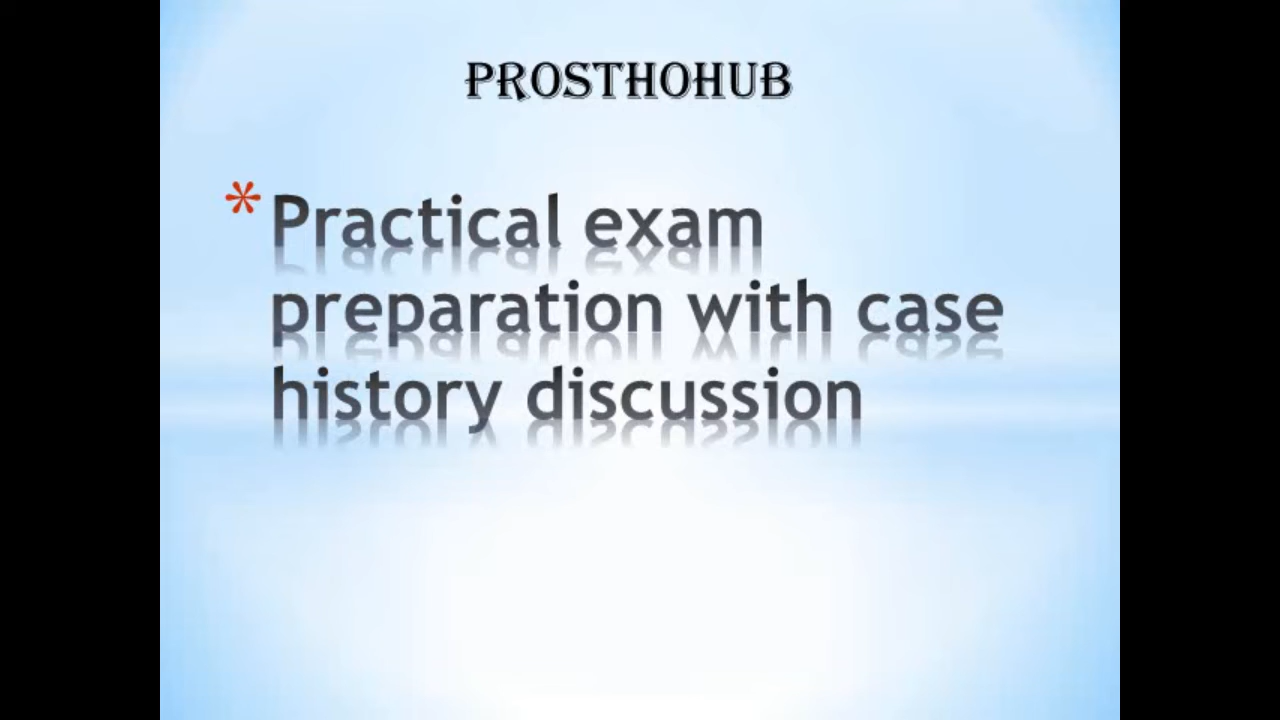 PROSTHOHUB
* Practical exam
preparation with case
history discussion